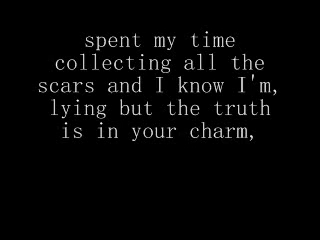 spent my time
collecting all the
scars and I know I'm,
lying but the truth
is in your charm,